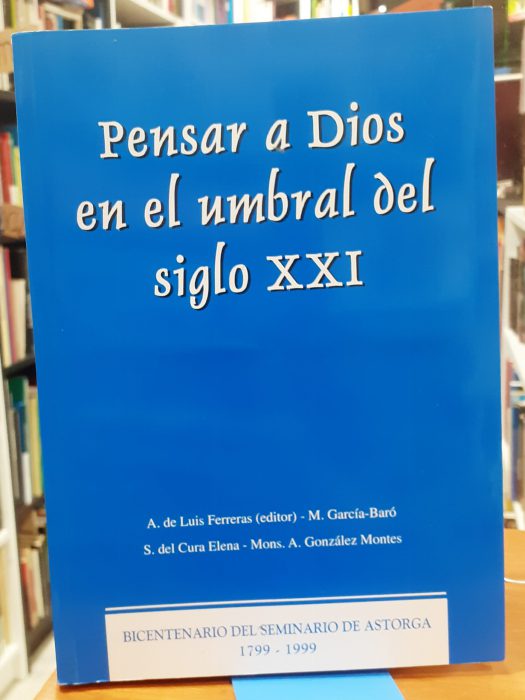 Pensar a Dios
en el umbral del
siglo XXI
A. de Luis Ferreras (editor) - M. García-Baró
S. del Cura Elena - Mons. A. González Montes
BICENTENARIO DEL SEMINARIO DE ASTORGA
1799 - 1999